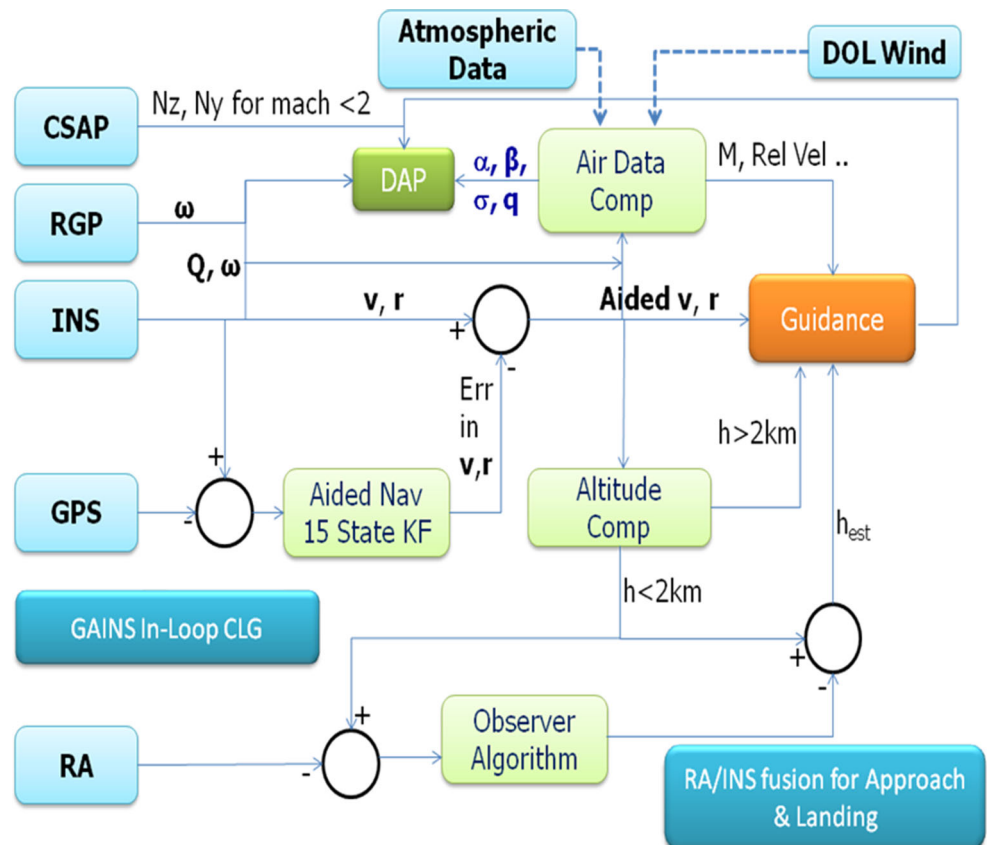 Atmospheric
Data
DOL Wind
CSAP
Nz, Ny for mach <2
DAP
α, β,
σ, q
Air Data
Comp
M, Rel Vel ..
RGP
ω
Q, ω
INS
v, r
+
-
Aided v, r
Guidance
Err
in
v,r
h>2km
+
GPS
-
Aided Nav
15 State KF
Altitude
Comp
hest
h<2km
GAINS In-Loop CLG
+
-
+
RA
-
Observer
Algorithm
RA/INS fusion for Approach
& Landing